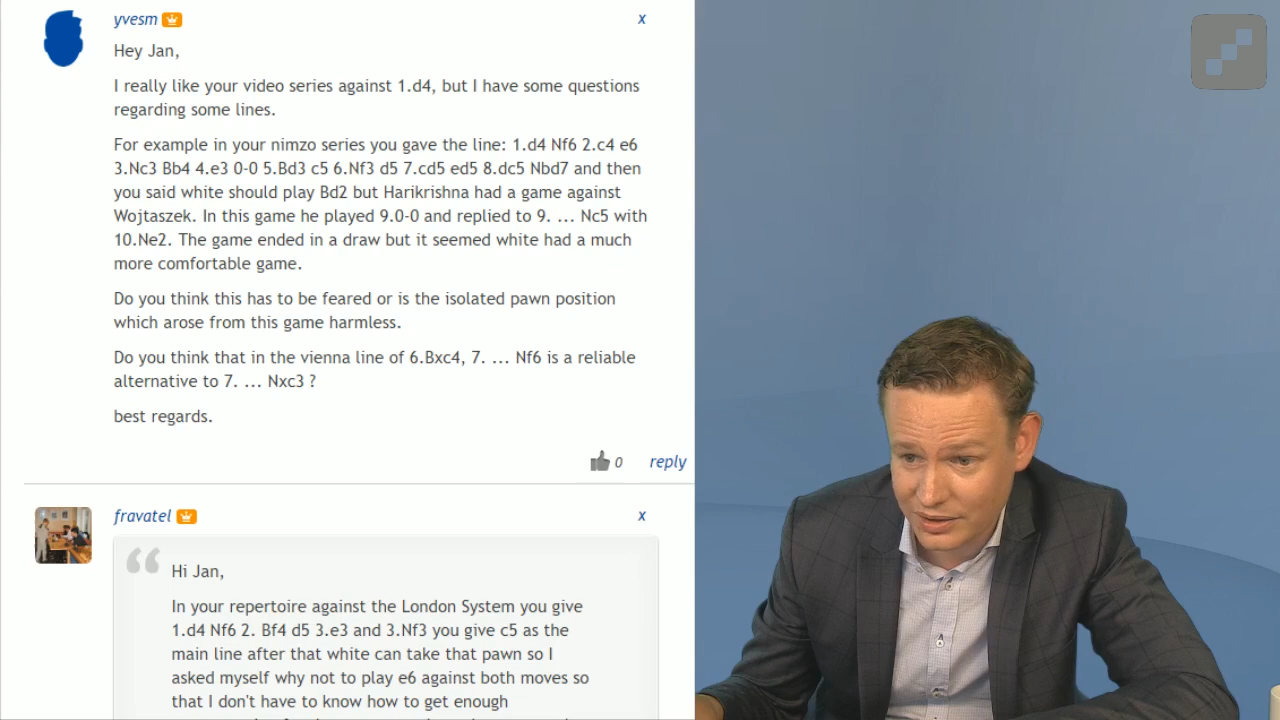 yvesm
x
Hey Jan,
I really like your video series against 1.d4, but I have some questions
regarding some lines.
For example in your nimzo series you gave the line: 1.d4 Nf6 2.c4 e6
3.Nc3 Bb4 4.e3 0-0 5.Bd3 c5 6.Nf3 d5 7.cd5 ed5 8.dc5 Nbd7 and then
you said white should play Bd2 but Harikrishna had a game against
Wojtaszek. In this game he played 9.0-0 and replied to 9. ... Nc5 with
10.Ne2. The game ended in a draw but it seemed white had a much
more comfortable game.
Do you think this has to be feared or is the isolated pawn position
which arose from this game harmless.
Do you think that in the vienna line of 6.Bxc4, 7. ... Nf6 is a reliable
alternative to 7. ... Nxc3 ?
best regards.
0 reply
fravatel
x
Hi Jan,
In your repertoire against the London System you give
1.d4 Nf6 2. Bf4 d5 3.e3 and 3.Nf3 you give c5 as the
main line after that white can take that pawn so I
asked myself why not to play e6 against both moves so
that I don't have to know how to get enough